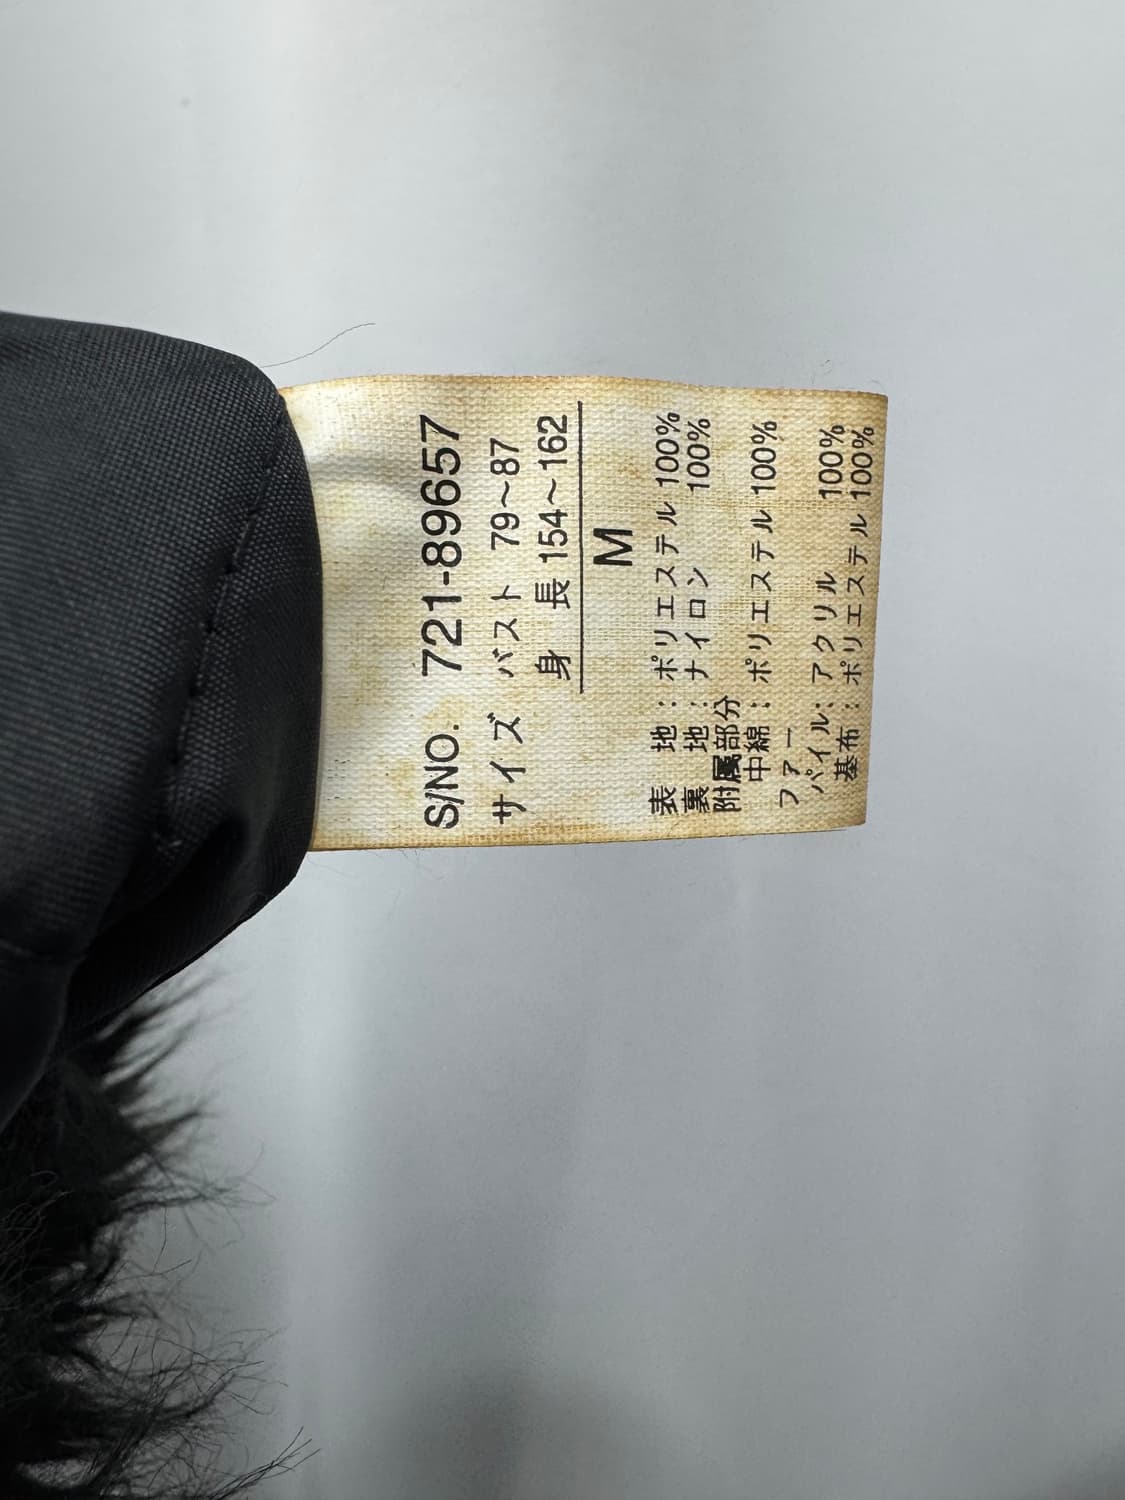 S/NO. 721-89657
サイズ バスト 79～87
身 長 154～162
M
表 地：ポリエステル 100%
裏 地：ナイロン 100%
附属部分
中綿：ポリエステル 100%
ファー
パイル：アクリル 100%
基布：ポリエステル 100%